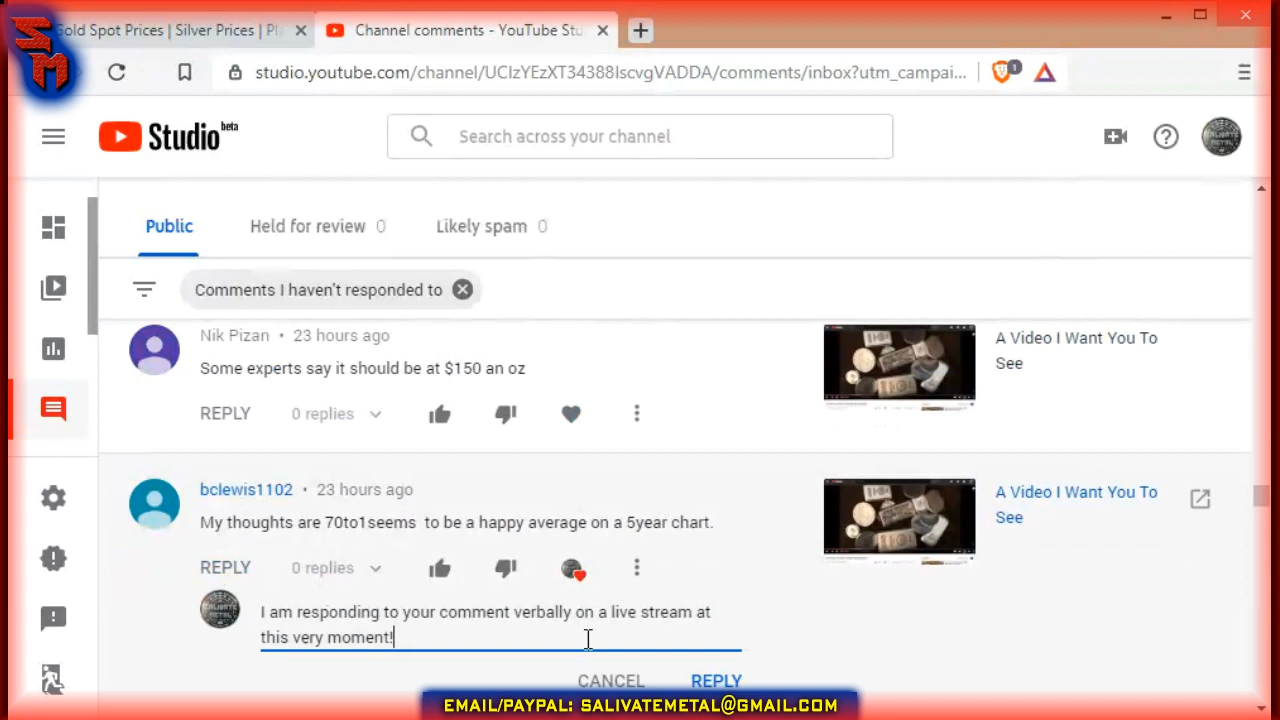 SM
Gold Spot Prices | Silver Prices | Pl
Channel comments - YouTube Stu
studio.youtube.com/channel/UCIzYEzXT34388IscvgVADDA/comments/inbox?utm_campai...
1
Studio beta
Search across your channel
Public
Held for review 0
Likely spam 0
Comments I haven't responded to
Nik Pizan • 23 hours ago
Some experts say it should be at $150 an oz
REPLY 0 replies
A Video I Want You To
See
bclewis1102 • 23 hours ago
My thoughts are 70to1seems to be a happy average on a 5year chart.
REPLY 0 replies
A Video I Want You To
See
I am responding to your comment verbally on a live stream at
this very moment!
CANCEL REPLY
EMAIL/PAYPAL: SALIVATEMETAL@GMAIL.COM